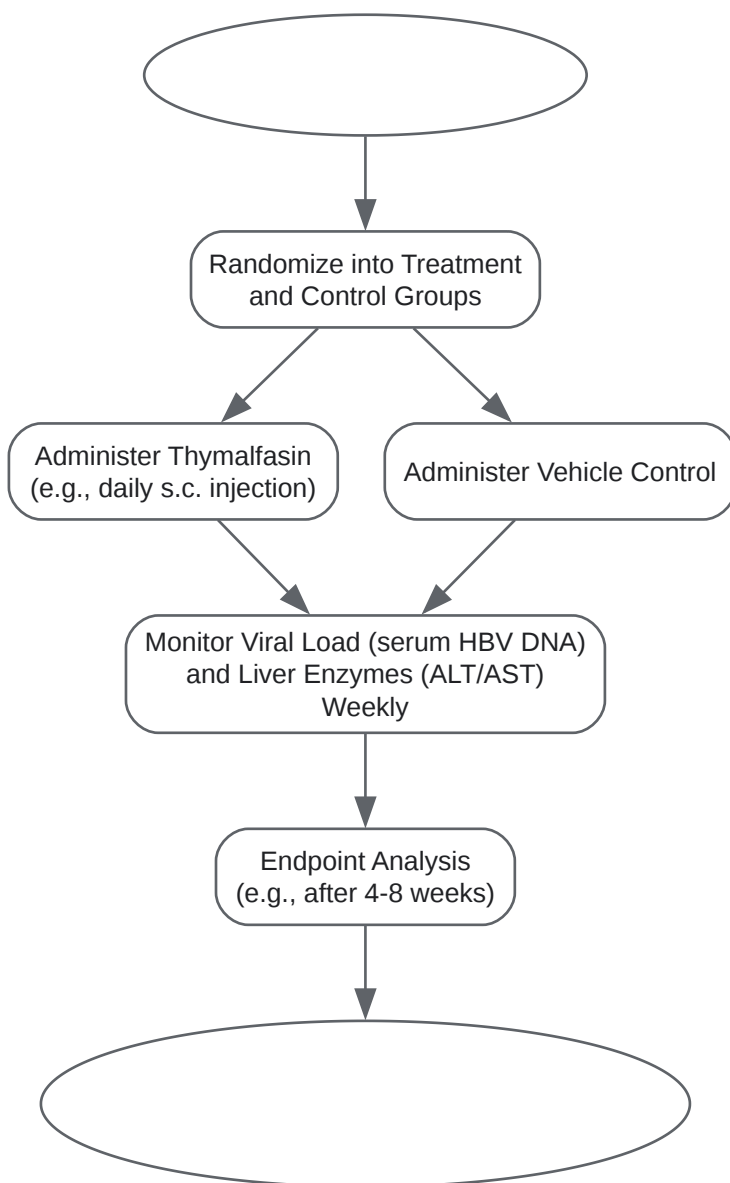 Randomize into Treatment
and Control Groups
Administer Thymalfasin
(e.g., daily s.c. injection)
Administer Vehicle Control
Monitor Viral Load (serum HBV DNA)
and Liver Enzymes (ALT/AST)
Weekly
Endpoint Analysis
(e.g., after 4-8 weeks)